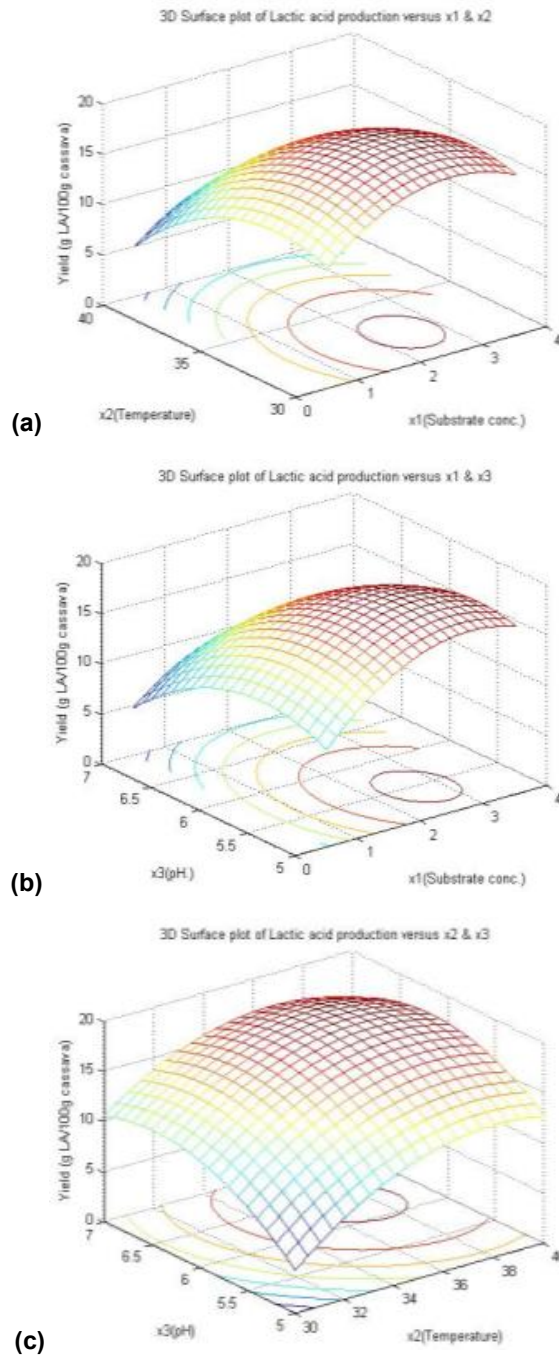 3D Surface plot of Lactic acid production versus x1 & x2
20
15
10
5
0
Yield (g LA/100g cassava)
40
35
30
x2(Temperature)
0
1
2
3
4
x1(Substrate conc.)
(a)
3D Surface plot of Lactic acid production versus x1 & x3
20
15
10
5
0
Yield (g LA/100g cassava)
7
6.5
6
5.5
5
x3(pH.)
0
1
2
3
4
x1(Substrate conc.)
(b)
3D Surface plot of Lactic acid production versus x2 & x3
20
15
10
5
0
Yield (g LA/100g cassava)
7
6.5
6
5.5
5
x3(pH)
30
32
34
36
38
4
x2(Temperature)
(c)